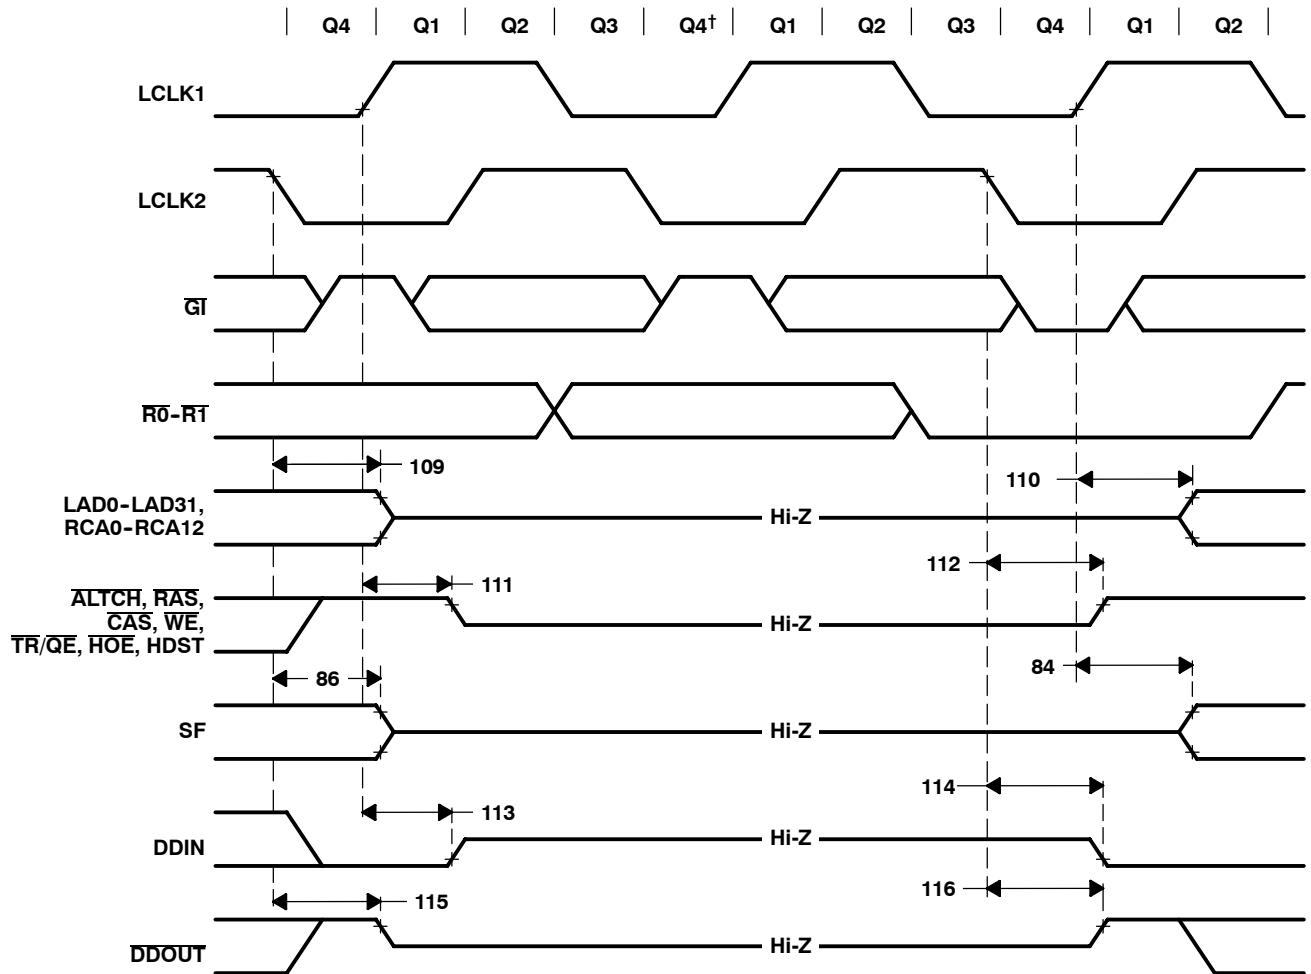 Q4 Q1 Q2 Q3 Q4† Q1 Q2 Q3 Q4 Q1 Q2
LCLK1
LCLK2
GI
R0-R1
109
110
LAD0-LAD31,
RCA0-RCA12
Hi-Z
112
111
ALTCH, RAS,
CAS, WE,
TR/QE, HOE, HDST
Hi-Z
84
86
SF
Hi-Z
114
113
DDIN
Hi-Z
116
115
DDOUT
Hi-Z